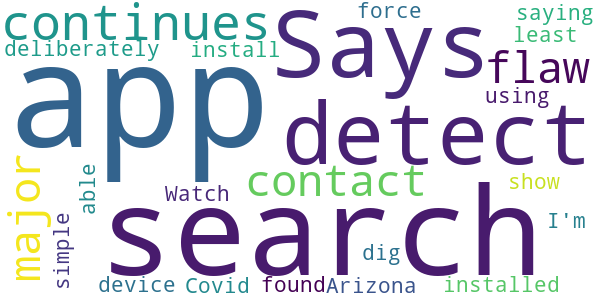 continues
Says
force
saying
least
deliberately
install
app
flaw
detect
using
major
able
contact
show
Watch
simple
search
I'm
dig
device
Covid
found
Arizona
installed